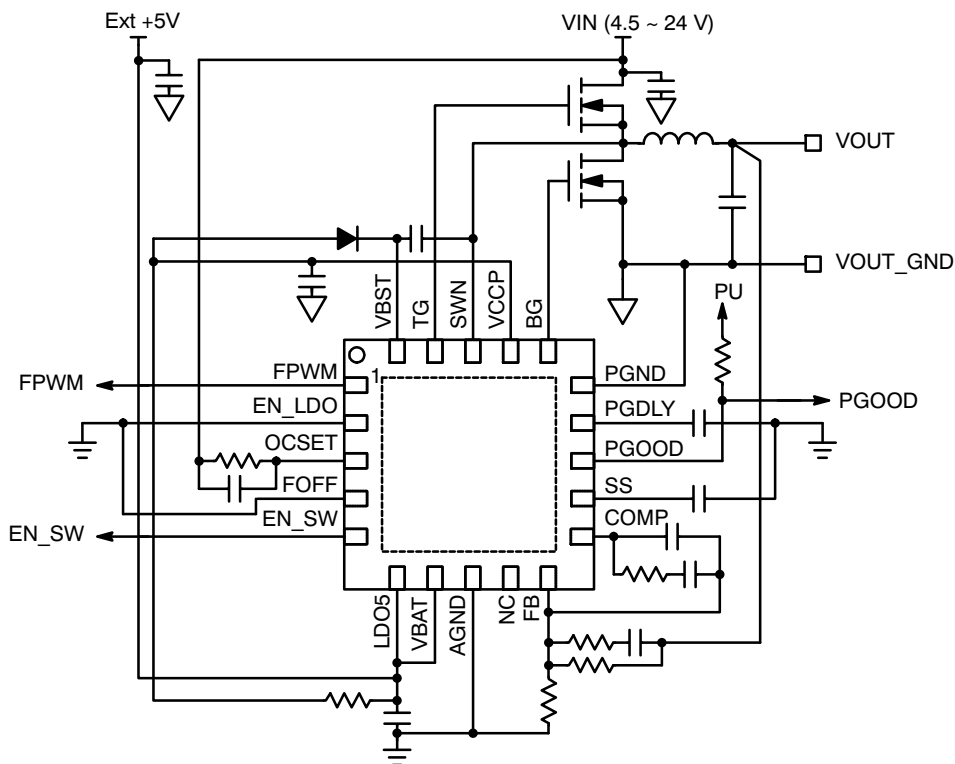 Ext +5V
VIN (4.5 ~ 24 V)
VOUT
VOUT_GND
PU
VBST
TG
SWN
VCCP
BG
1
FPWM
FPWM
EN_LDO
OCSET
FOFF
EN_SW
EN_SW
PGND
PGDLY
PGOOD
PGOOD
SS
COMP
LDO5
VBAT
AGND
NC
FB